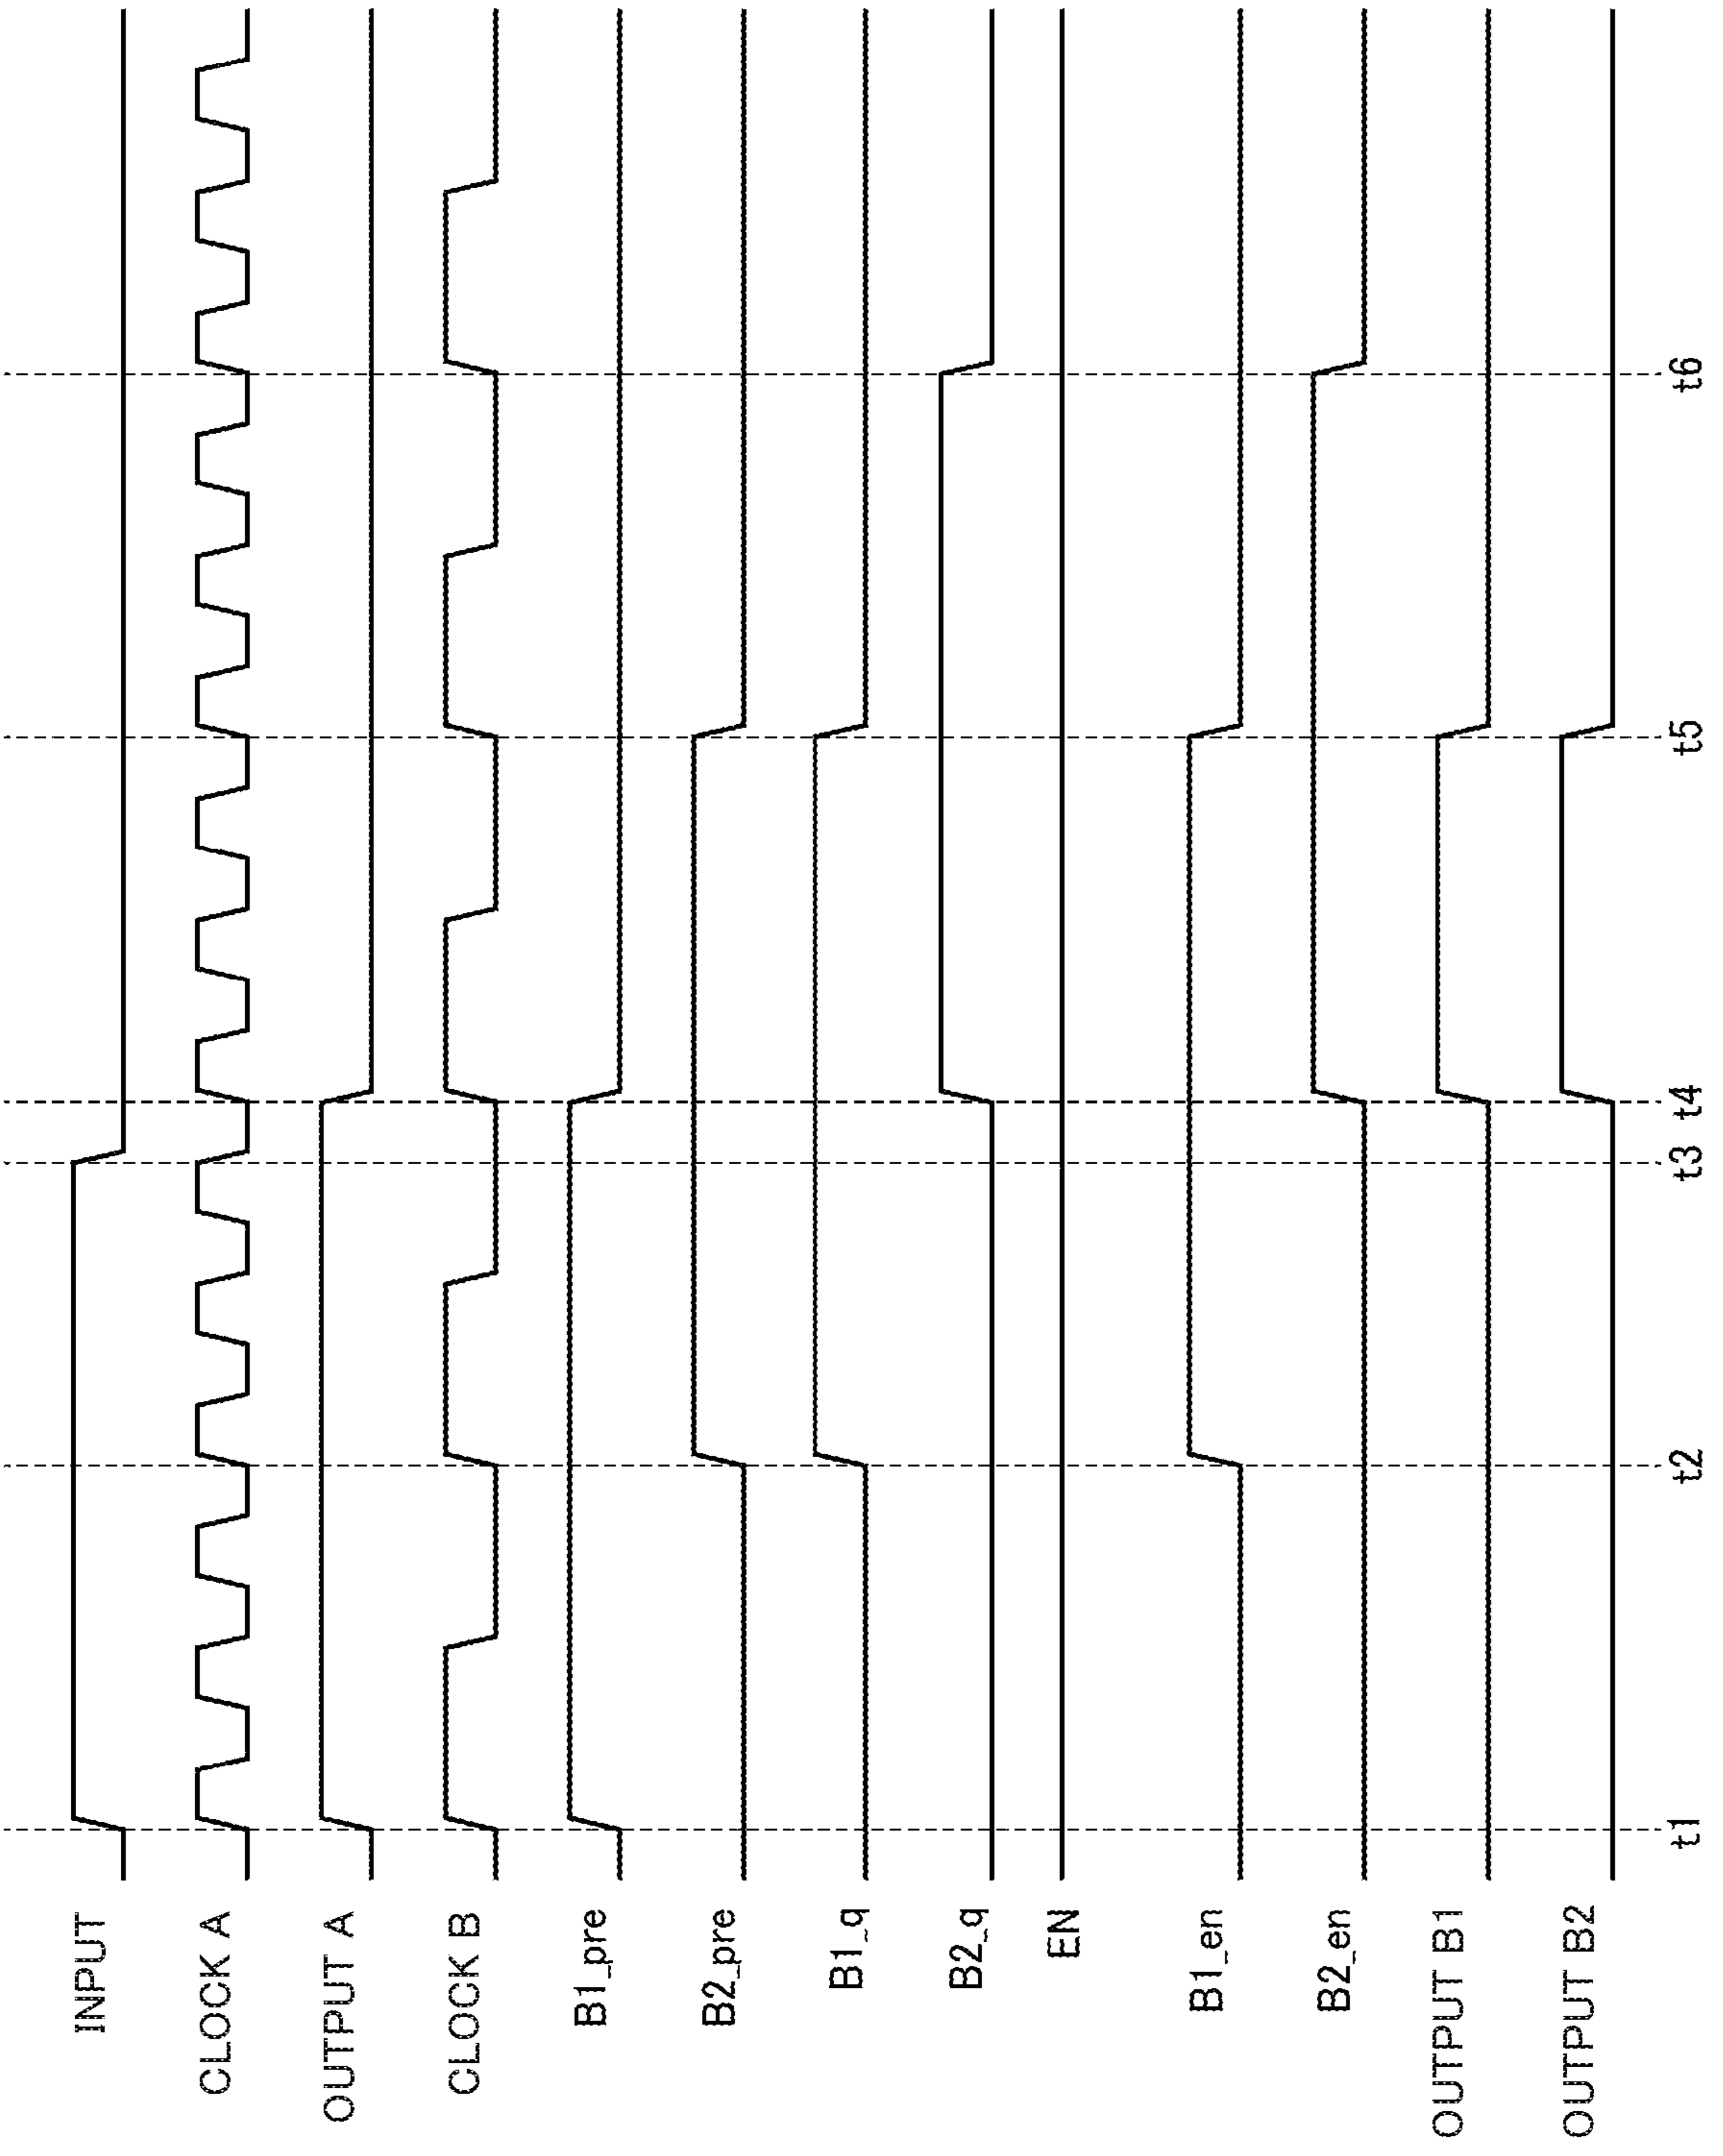 INPUT
CLOCK A
OUTPUT A
CLOCK B
B1_pre
B2_pre
B1_q
B2_q
EN
B1_en
B2_en
OUTPUT B1
OUTPUT B2
t1 t2 t3 t4 t5 t6